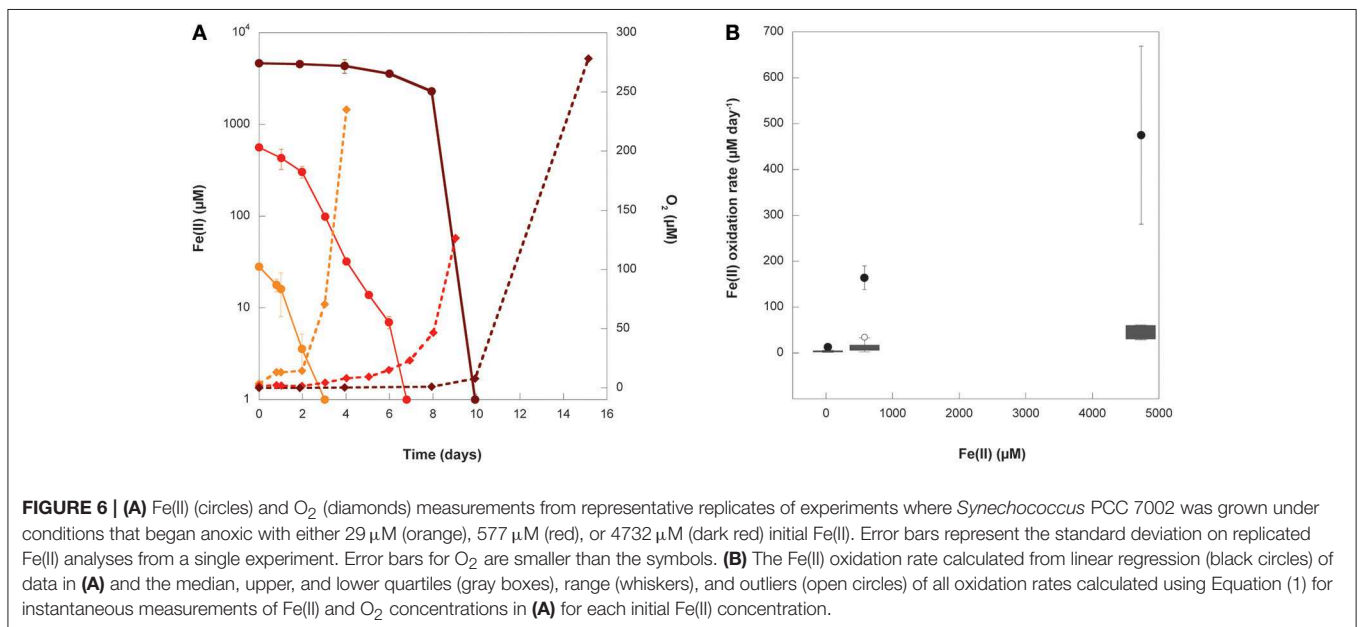 A
B
10⁴
1000
100
10
1
Fe(II) (µM)
300
250
200
150
100
50
0
O₂ (µM)
0 2 4 6 8 10 12 14 16
Time (days)
700
600
500
400
300
200
100
0
Fe(II) oxidation rate (µM day⁻¹)
0 1000 2000 3000 4000 5000
Fe(II) (µM)
FIGURE 6 | (A) Fe(II) (circles) and O₂ (diamonds) measurements from representative replicates of experiments where Synechococcus PCC 7002 was grown under
conditions that began anoxic with either 29 µM (orange), 577 µM (red), or 4732 µM (dark red) initial Fe(II). Error bars represent the standard deviation on replicated
Fe(II) analyses from a single experiment. Error bars for O₂ are smaller than the symbols. (B) The Fe(II) oxidation rate calculated from linear regression (black circles) of
data in (A) and the median, upper, and lower quartiles (gray boxes), range (whiskers), and outliers (open circles) of all oxidation rates calculated using Equation (1) for
instantaneous measurements of Fe(II) and O₂ concentrations in (A) for each initial Fe(II) concentration.